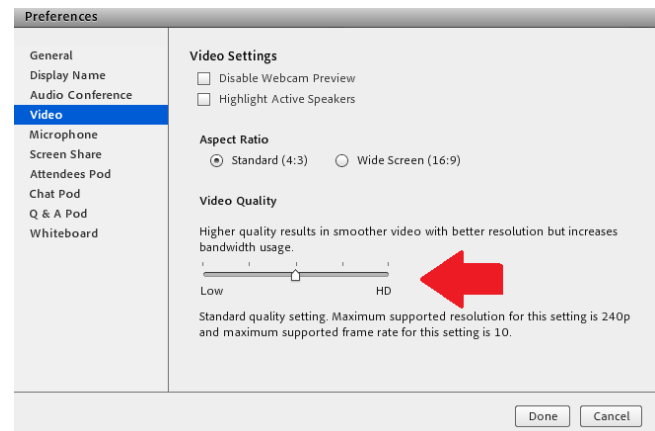 Preferences
General
Display Name
Audio Conference
Video
Microphone
Screen Share
Attendees Pod
Chat Pod
Q & A Pod
Whiteboard
Video Settings
Disable Webcam Preview
Highlight Active Speakers
Aspect Ratio
Standard (4:3) Wide Screen (16:9)
Video Quality
Higher quality results in smoother video with better resolution but increases
bandwidth usage.
Low HD
Standard quality setting. Maximum supported resolution for this setting is 240p
and maximum supported frame rate for this setting is 10.
Done Cancel